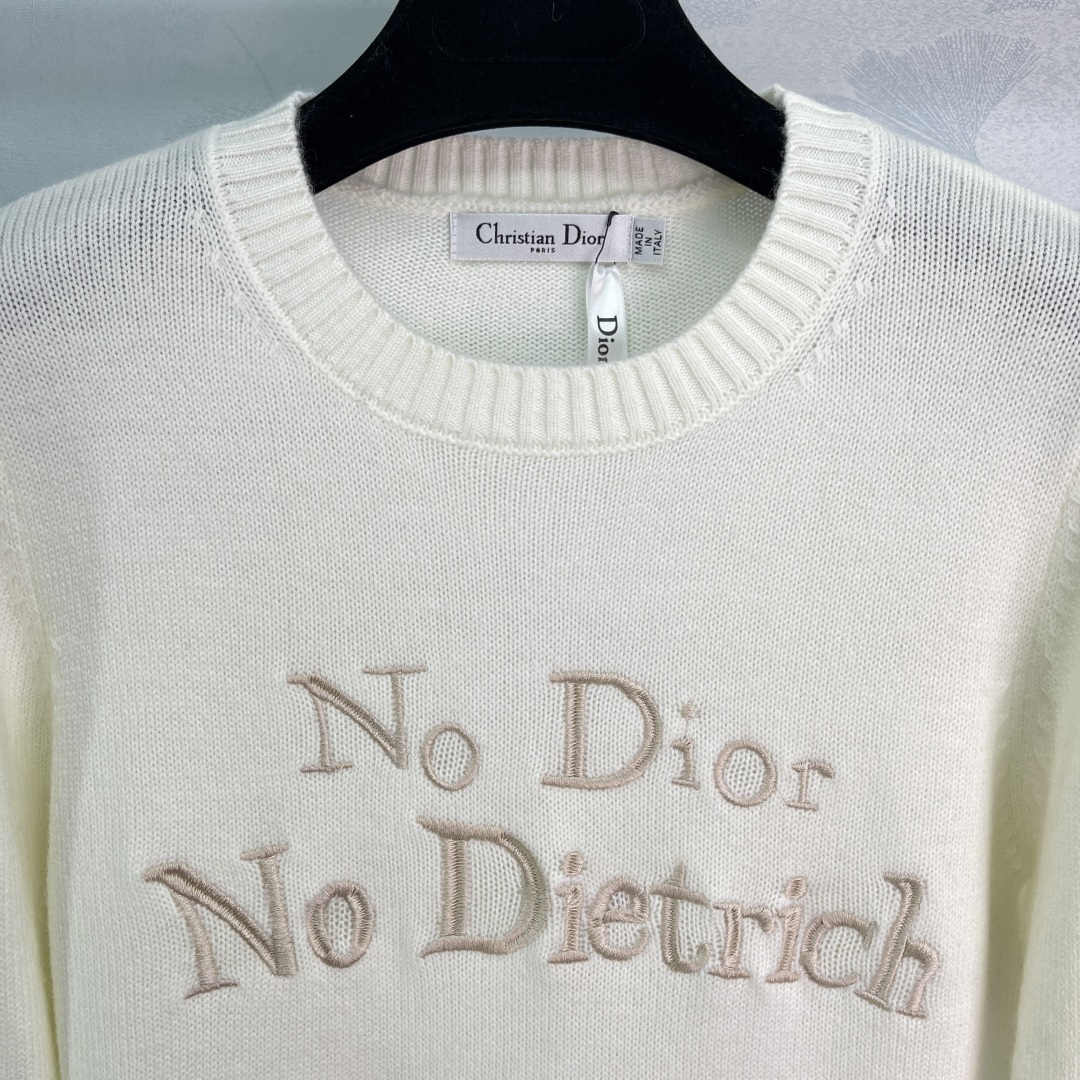 Christian Dior
PARIS
MADE
IN
ITALY
Dior
No Dior
No Dietrich